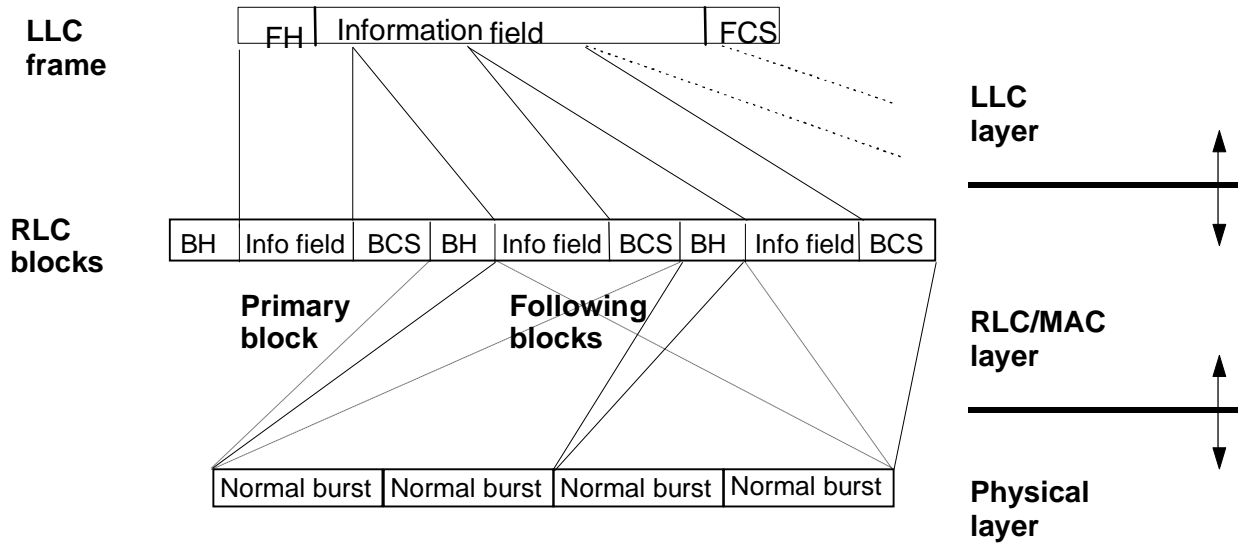 LLC
frame
FH Information field FCS
LLC
layer
RLC
blocks
BH Info field BCS BH Info field BCS BH Info field BCS
Primary
block
Following
blocks
RLC/MAC
layer
Normal burst Normal burst Normal burst Normal burst
Physical
layer